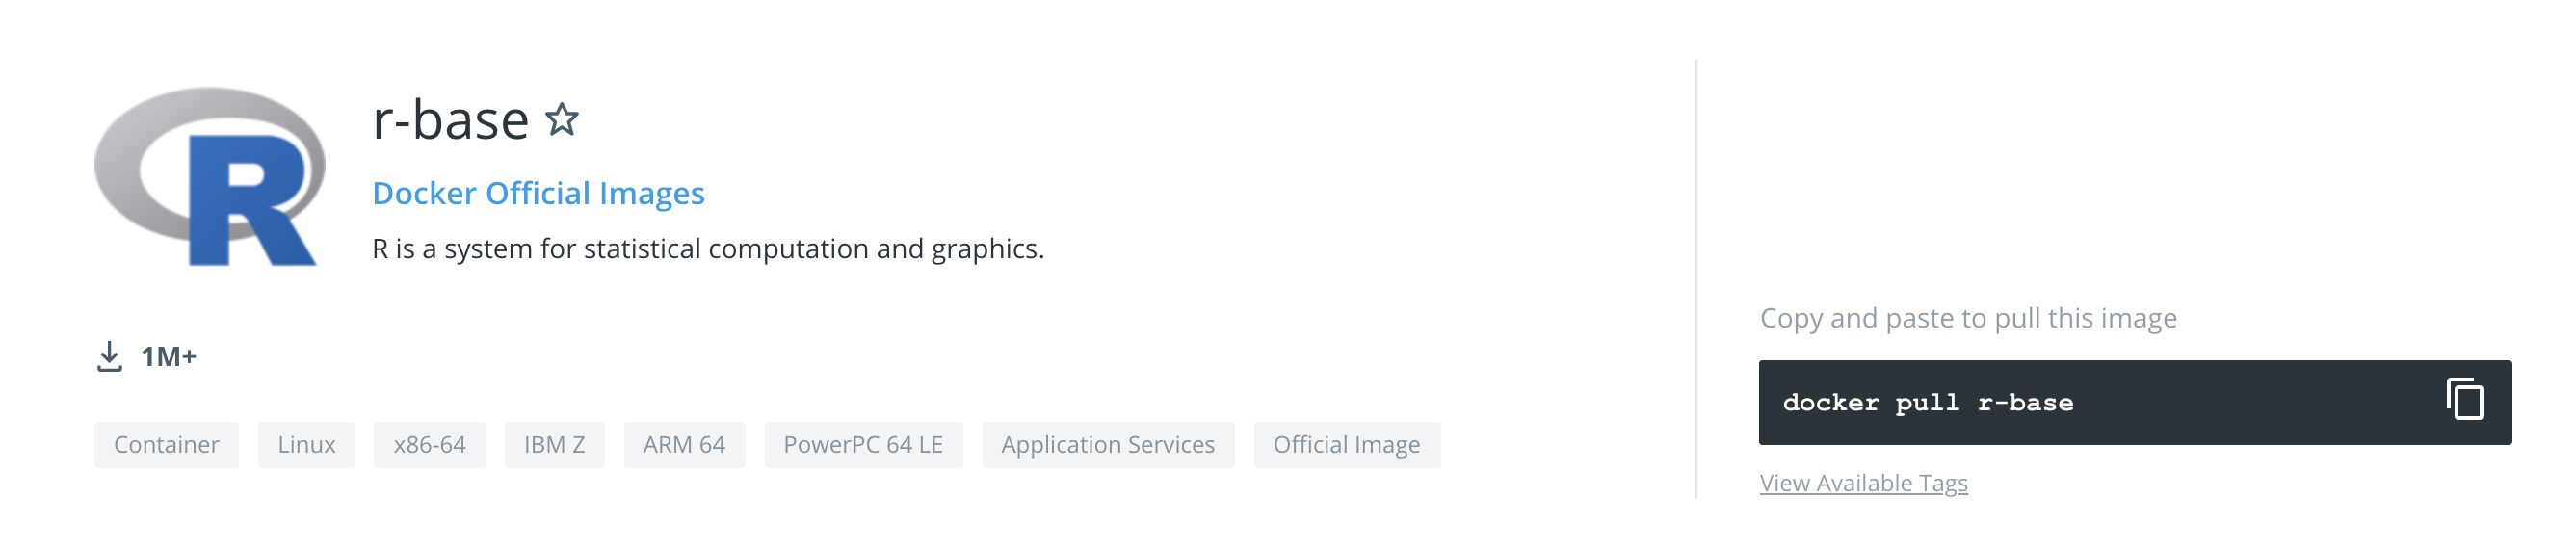 R
r-base
Docker Official Images
R is a system for statistical computation and graphics.
1M+
Container Linux x86-64 IBM Z ARM 64 PowerPC 64 LE Application Services Official Image
Copy and paste to pull this image
docker pull r-base
View Available Tags